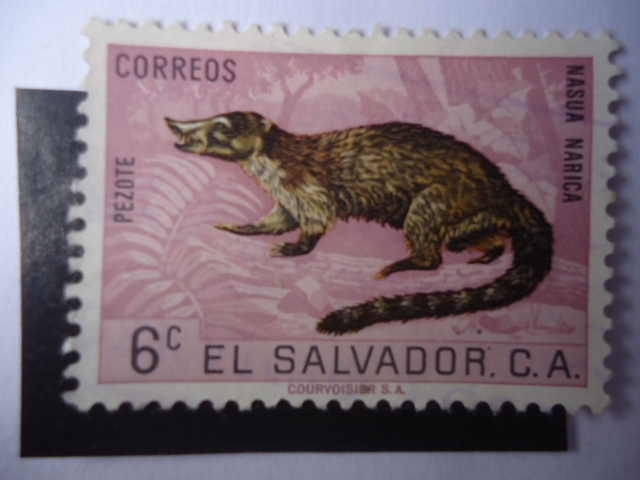 CORREOS
NASUA NARICA
PEZOTE
6c EL SALVADOR. C.A.
COURVOISIER S.A.